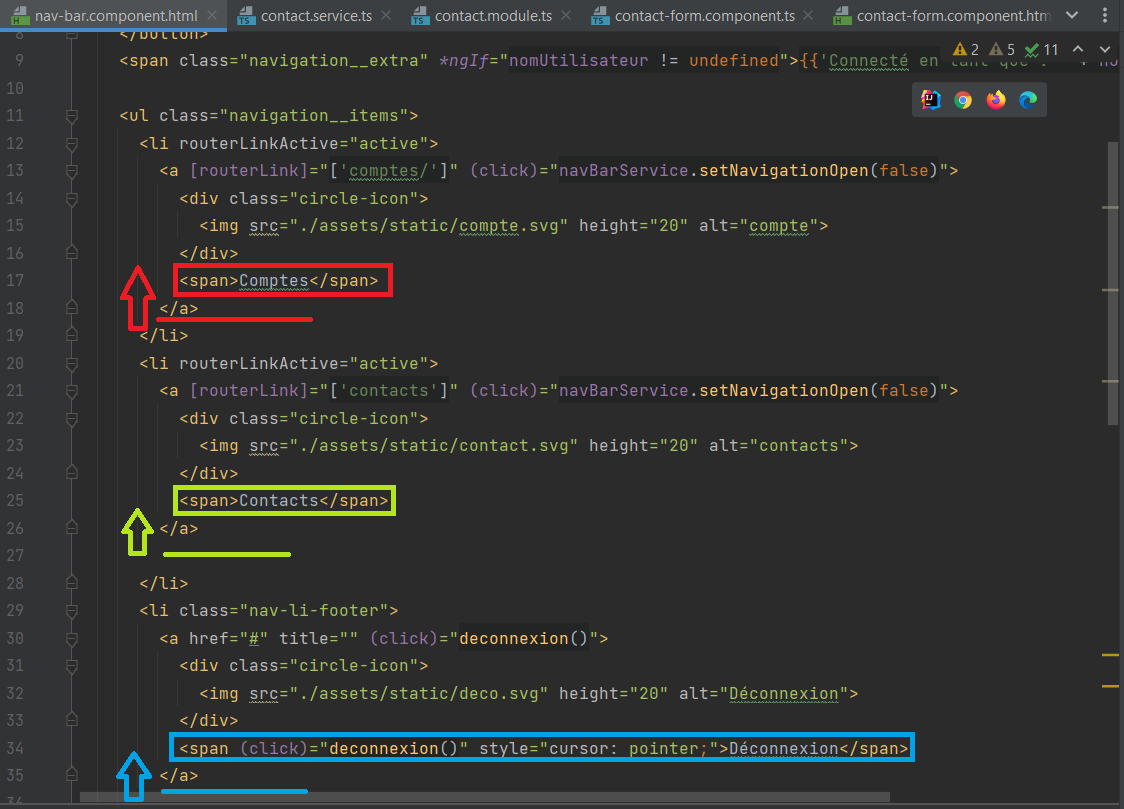 nav-bar.component.html contact.service.ts contact.module.ts contact-form.component.ts contact-form.component.htm
8 </button>
9 <span class="navigation__extra" *ngIf="nomUtilisateur != undefined">{{'Connecté en tant que :
2 5 11
10
11 <ul class="navigation__items">
12 <li routerLinkActive="active">
13 <a [routerLink]="['comptes/']" (click)="navBarService.setNavigationOpen(false)">
14 <div class="circle-icon">
15 <img src="./assets/static/compte.svg" height="20" alt="compte">
16 </div>
17 <span>Comptes</span>
18 </a>
19 </li>
20 <li routerLinkActive="active">
21 <a [routerLink]="['contacts']" (click)="navBarService.setNavigationOpen(false)">
22 <div class="circle-icon">
23 <img src="./assets/static/contact.svg" height="20" alt="contacts">
24 </div>
25 <span>Contacts</span>
26 </a>
27
28 </li>
29 <li class="nav-li-footer">
30 <a href="#" title="" (click)="deconnexion()">
31 <div class="circle-icon">
32 <img src="./assets/static/deco.svg" height="20" alt="Déconnexion">
33 </div>
34 <span (click)="deconnexion()" style="cursor: pointer;">Déconnexion</span>
35 </a>
36